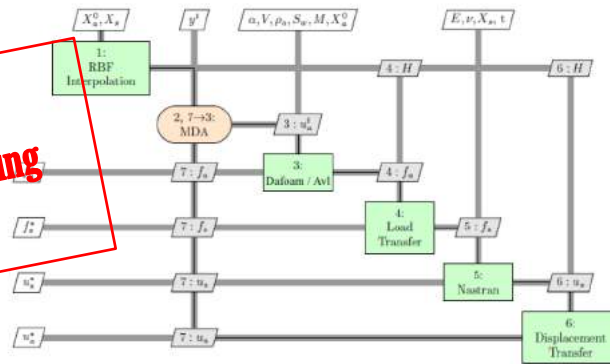 X_a^0, X_s
y^t
α, V, ρ_a, S_w, M, X_a^0
E, ν, X_s, t
1:
RBF
Interpolation
4 : H
6 : H
2, 7→3:
MDA
3 : u_a^t
7 : f_a
3:
Dafoam / Avl
4 : f_a
f_s^*
7 : f_s
4:
Load
Transfer
5 : f_s
u_s^*
7 : u_s
5:
Nastran
6 : u_s
u_a^*
7 : u_a
6:
Displacement
Transfer